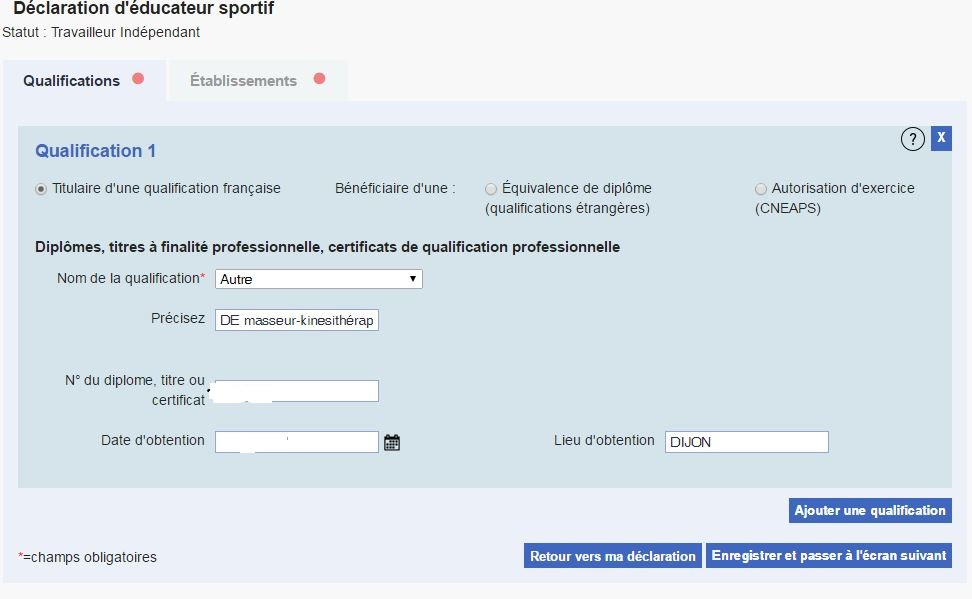 Déclaration d'éducateur sportif
Statut : Travailleur Indépendant
Qualifications
Établissements
Qualification 1
?
X
Titulaire d'une qualification française
Bénéficiaire d'une :
Équivalence de diplôme
(qualifications étrangères)
Autorisation d'exercice
(CNEAPS)
Diplômes, titres à finalité professionnelle, certificats de qualification professionnelle
Nom de la qualification* Autre
Précisez DE masseur-kinesithérap
N° du diplome, titre ou
certificat
Date d'obtention
Lieu d'obtention DIJON
Ajouter une qualification
*=champs obligatoires
Retour vers ma déclaration
Enregistrer et passer à l'écran suivant